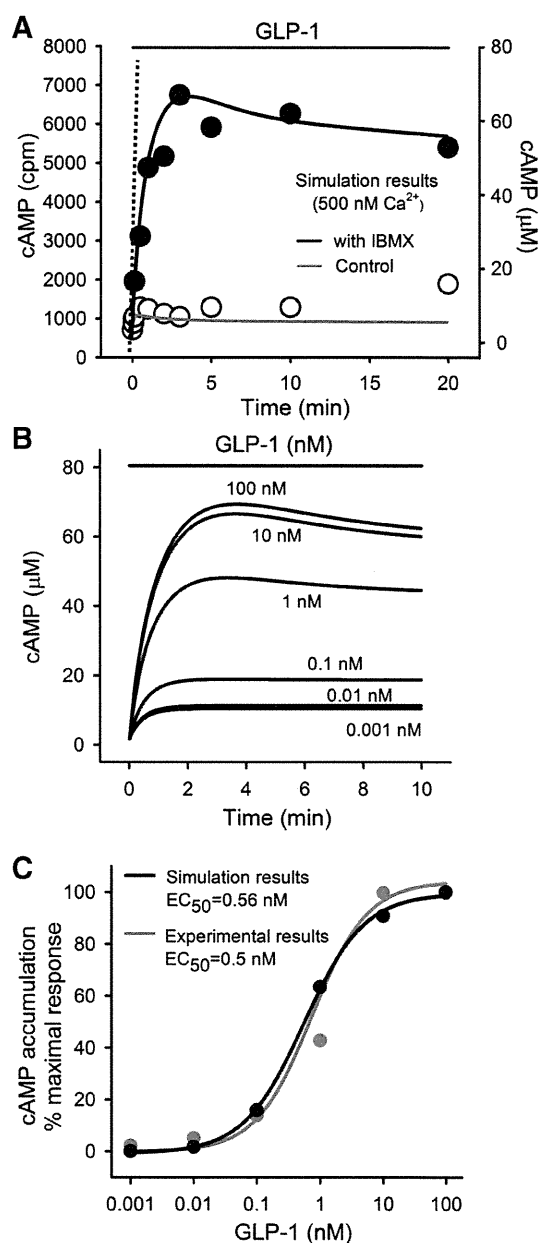 A
GLP-1
8000
7000
6000
5000
4000
3000
2000
1000
0
cAMP (cpm)
80
60
40
20
0
cAMP (μM)
Simulation results
(500 nM Ca²⁺)
with IBMX
Control
0 5 10 15 20
Time (min)
B
GLP-1 (nM)
80
60
40
20
0
cAMP (μM)
100 nM
10 nM
1 nM
0.1 nM
0.01 nM
0.001 nM
0 2 4 6 8 10
Time (min)
C
Simulation results
EC₅₀=0.56 nM
Experimental results
EC₅₀=0.5 nM
100
80
60
40
20
0
cAMP accumulation
% maximal response
0.001 0.01 0.1 1 10 100
GLP-1 (nM)